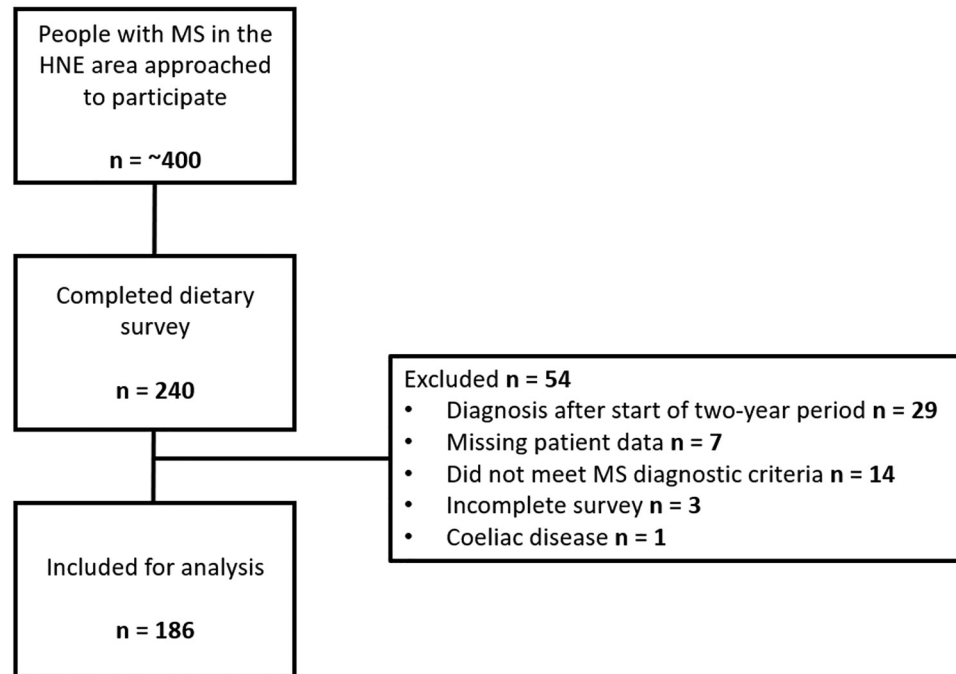 People with MS in the
HNE area approached
to participate
n = ~400
Completed dietary
survey
n = 240
Excluded n = 54
• Diagnosis after start of two-year period n = 29
• Missing patient data n = 7
• Did not meet MS diagnostic criteria n = 14
• Incomplete survey n = 3
• Coeliac disease n = 1
Included for analysis
n = 186